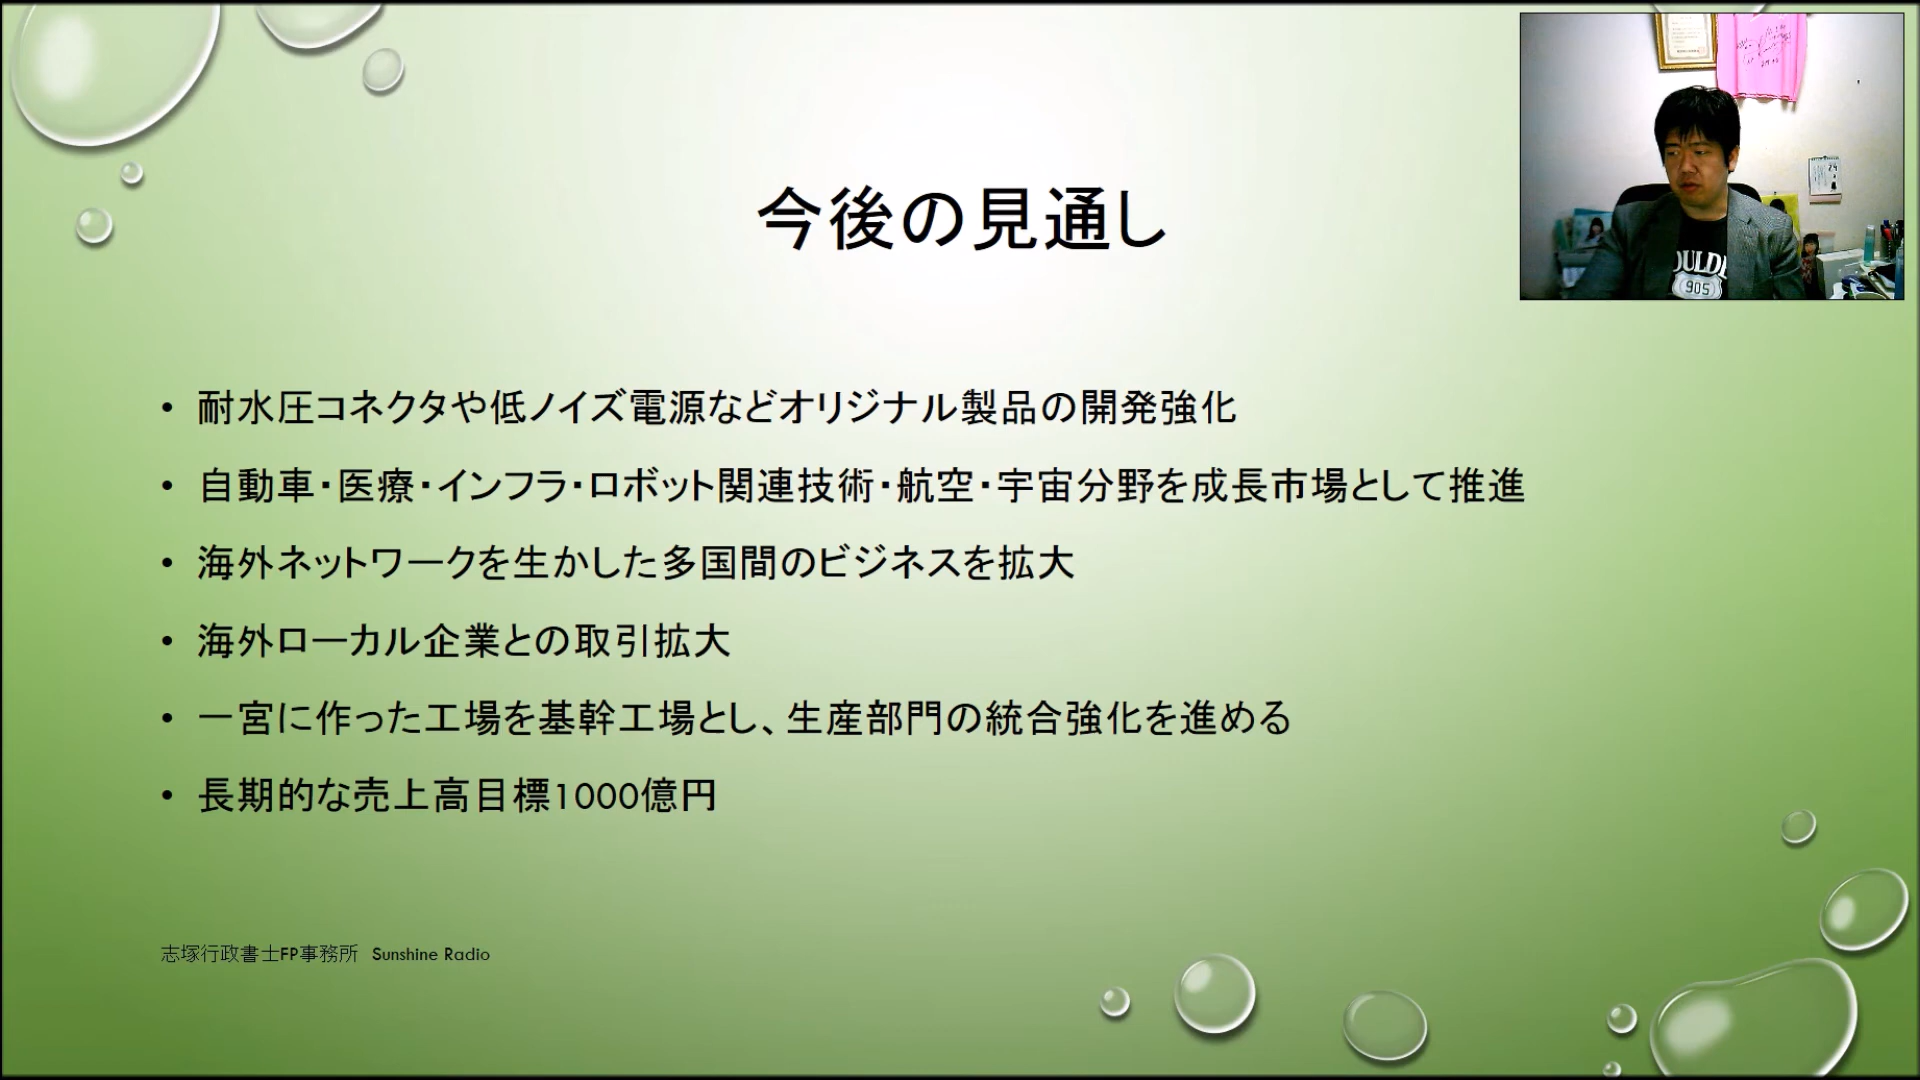 今後の見通し
• 耐水圧コネクタや低ノイズ電源などオリジナル製品の開発強化
• 自動車・医療・インフラ・ロボット関連技術・航空・宇宙分野を成長市場として推進
• 海外ネットワークを生かした多国間のビジネスを拡大
• 海外ローカル企業との取引拡大
• 一宮に作った工場を基幹工場とし、生産部門の統合強化を進める
• 長期的な売上高目標1000億円
志塚行政書士FP事務所 Sunshine Radio
OULD
905